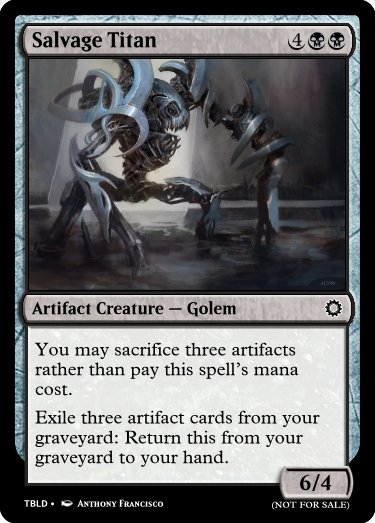 Salvage Titan 4
Artifact Creature — Golem
You may sacrifice three artifacts
rather than pay this spell's mana
cost.
Exile three artifact cards from your
graveyard: Return this from your
graveyard to your hand.
6/4
TBLD • Anthony Francisco
(NOT FOR SALE)